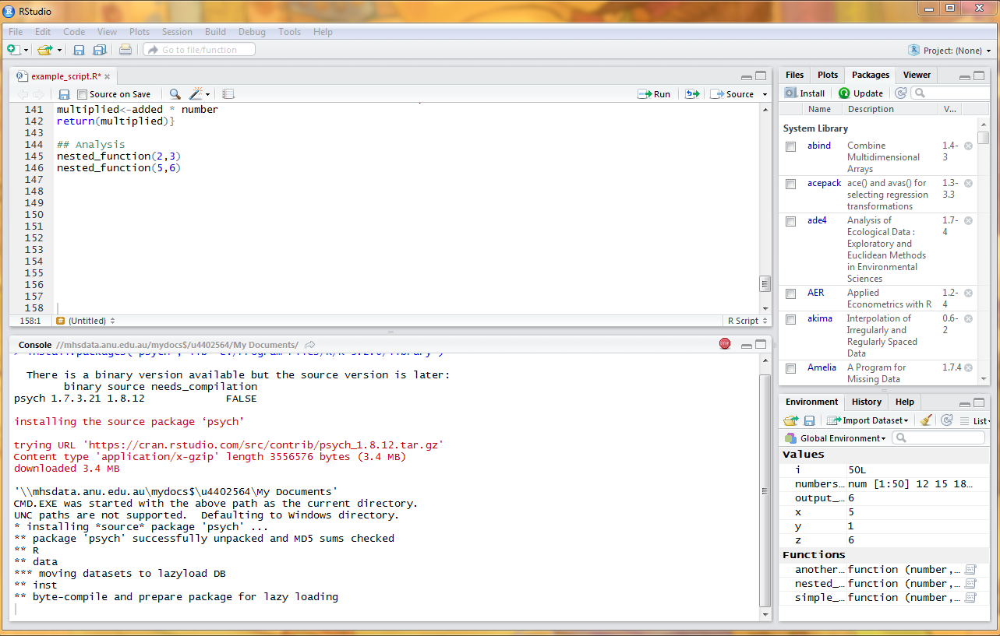 RStudio
File Edit Code View Plots Session Build Debug Tools Help
Go to file/function
Project: (None)
example_script.R*
Source on Save
Run
Source
141 multiplied<-added * number
142 return(multiplied)}
143
144 ## Analysis
145 nested_function(2,3)
146 nested_function(5,6)
147
148
149
150
151
152
153
154
155
156
157
158
158:1 # (Untitled) R Script
Console //mhsdata.anu.edu.au/mydocs$/u4402564/My Documents/
There is a binary version available but the source version is later:
binary source needs_compilation
psych 1.7.3.21 1.8.12 FALSE
installing the source package ‘psych’
trying URL 'https://cran.rstudio.com/src/contrib/psych_1.8.12.tar.gz'
Content type 'application/x-gzip' length 3556576 bytes (3.4 MB)
downloaded 3.4 MB
'\\mhsdata.anu.edu.au\mydocs$\u4402564\My Documents'
CMD.EXE was started with the above path as the current directory.
UNC paths are not supported.  Defaulting to Windows directory.
* installing *source* package 'psych' ...
** package 'psych' successfully unpacked and MD5 sums checked
** R
** data
*** moving datasets to lazyload DB
** inst
** byte-compile and prepare package for lazy loading
Files Plots Packages Viewer
Install Update
Name Description V...
System Library
abind Combine 1.4-
Multidimensional 3
Arrays
acepack ace() and avas() for 1.3-
selecting regression 3.3
transformations
ade4 Analysis of 1.7-
Ecological Data : 4
Exploratory and
Euclidean Methods
in Environmental
Sciences
AER Applied 1.2-
Econometrics with R 4
akima Interpolation of 0.6-
Irregularly and 2
Regularly Spaced
Data
Amelia A Program for 1.7.4
Missing Data
Environment History Help
Import Dataset List
Global Environment
Values
i 50L
numbers… num [1:50] 12 15 18…
output_… 6
x 5
y 1
z 6
Functions
another… function (number,…
nested_… function (number,…
simple_… function (number,…